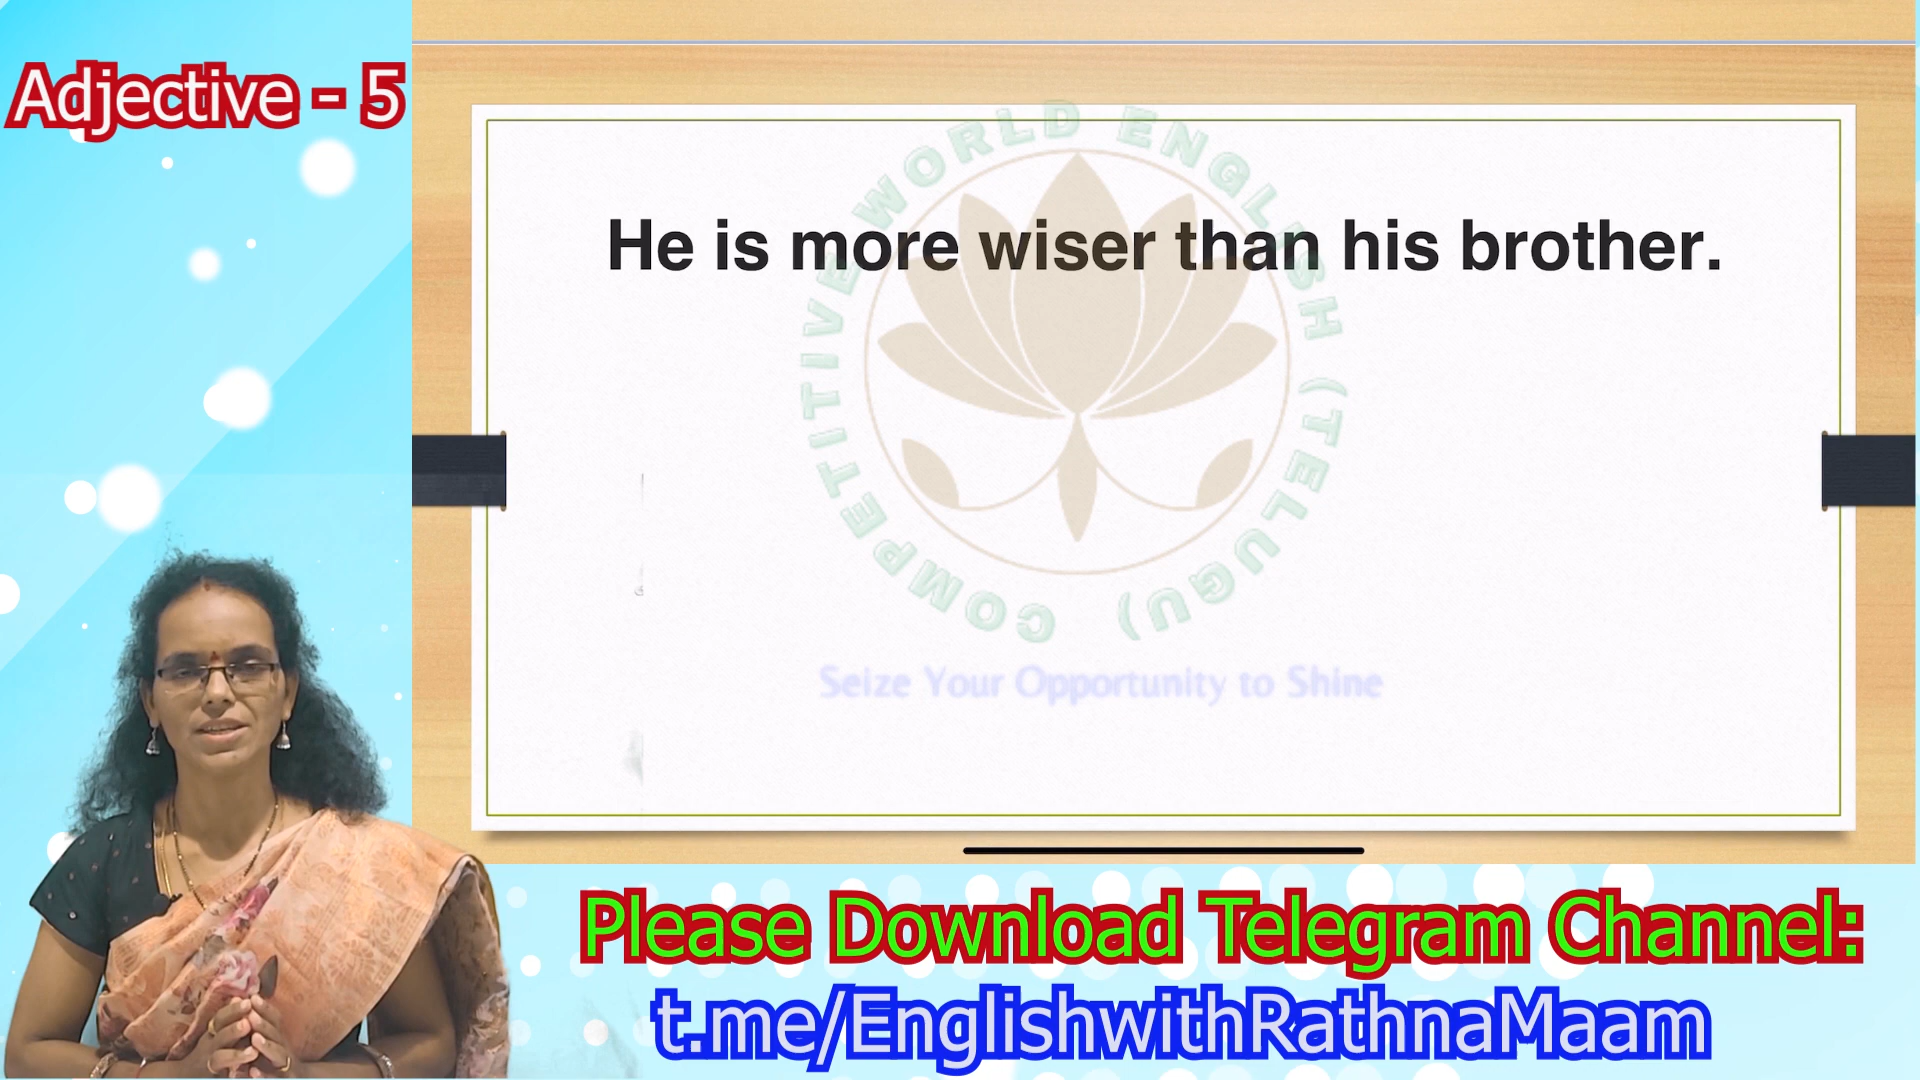 Adjective - 5
He is more wiser than his brother.
COMPETITIVE WORLD ENGLISH (TELUGU)
Seize Your Opportunity to Shine
Please Download Telegram Channel:
t.me/EnglishwithRathnaMaam